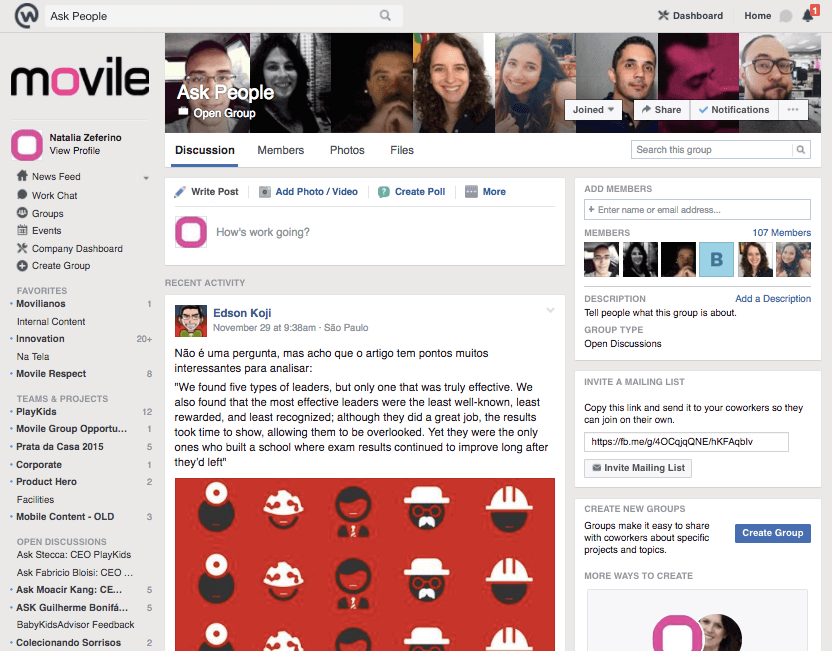 Ask People
Dashboard
Home
1
movile
Natalia Zeferino
View Profile
News Feed
Work Chat
Groups
Events
Company Dashboard
Create Group
FAVORITES
Movilianos 1
Internal Content
Innovation 20+
Na Tela
Movile Respect 8
TEAMS & PROJECTS
PlayKids 12
Movile Group Opportu... 1
Prata da Casa 2015 5
Corporate 1
Product Hero 2
Facilities
Mobile Content - OLD 3
OPEN DISCUSSIONS
Ask Stecca: CEO PlayKids
Ask Fabricio Bloisi: CEO ...
Ask Moacir Kang: CE... 5
ASK Guilherme Bonifá... 5
BabyKidsAdvisor Feedback
Colecionando Sorrisos 2
Ask People
Open Group
Joined
Share
Notifications
Discussion
Members
Photos
Files
Search this group
Write Post
Add Photo / Video
Create Poll
More
How's work going?
RECENT ACTIVITY
Edson Koji
November 29 at 9:38am · São Paulo
Não é uma pergunta, mas acho que o artigo tem pontos muitos
interessantes para analisar:
"We found five types of leaders, but only one that was truly effective. We
also found that the most effective leaders were the least well-known, least
rewarded, and least recognized; although they did a great job, the results
took time to show, allowing them to be overlooked. Yet they were the only
ones who built a school where exam results continued to improve long after
they'd left"
ADD MEMBERS
+ Enter name or email address...
MEMBERS
107 Members
B
DESCRIPTION
Add a Description
Tell people what this group is about.
GROUP TYPE
Open Discussions
INVITE A MAILING LIST
Copy this link and send it to your coworkers so they
can join on their own.
https://fb.me/g/4OCqjqQNE/hKFAqblv
Invite Mailing List
CREATE NEW GROUPS
Groups make it easy to share
with coworkers about specific
projects and topics.
Create Group
MORE WAYS TO CREATE